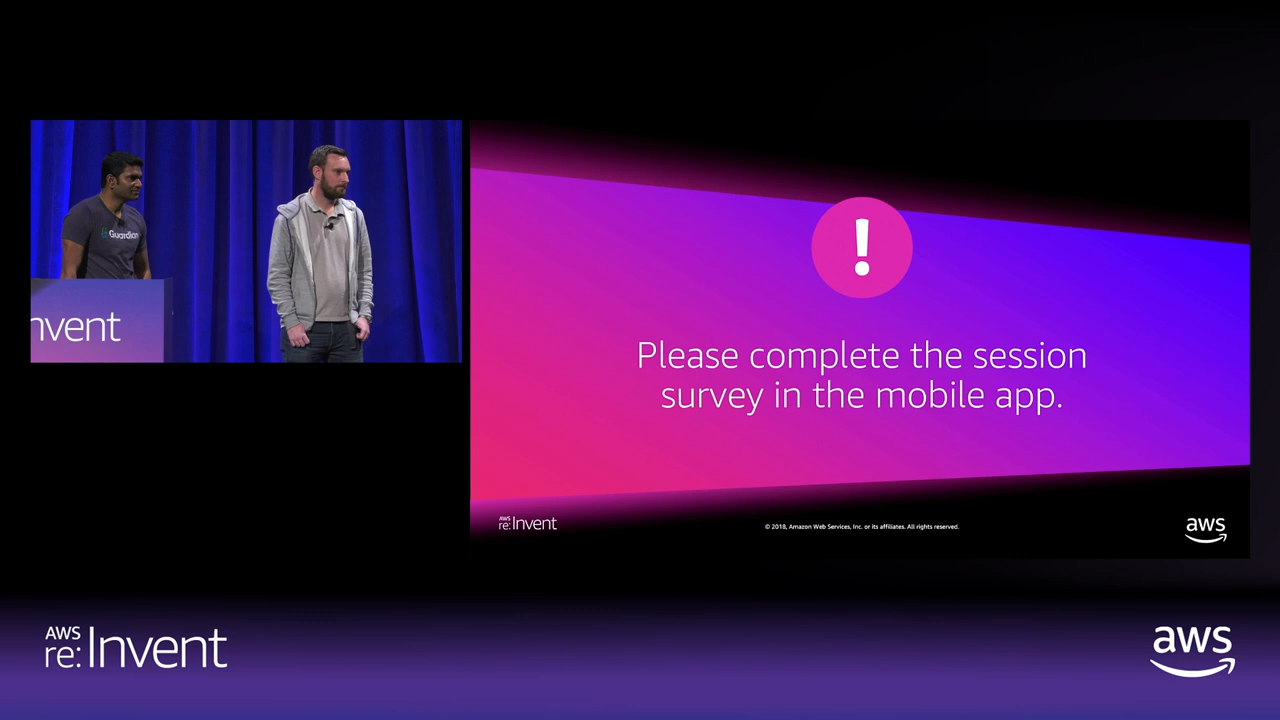 Guardian
nvent
!
Please complete the session
survey in the mobile app.
AWS
re:Invent
© 2018, Amazon Web Services, Inc. or its affiliates. All rights reserved.
aws
AWS
re:Invent
aws